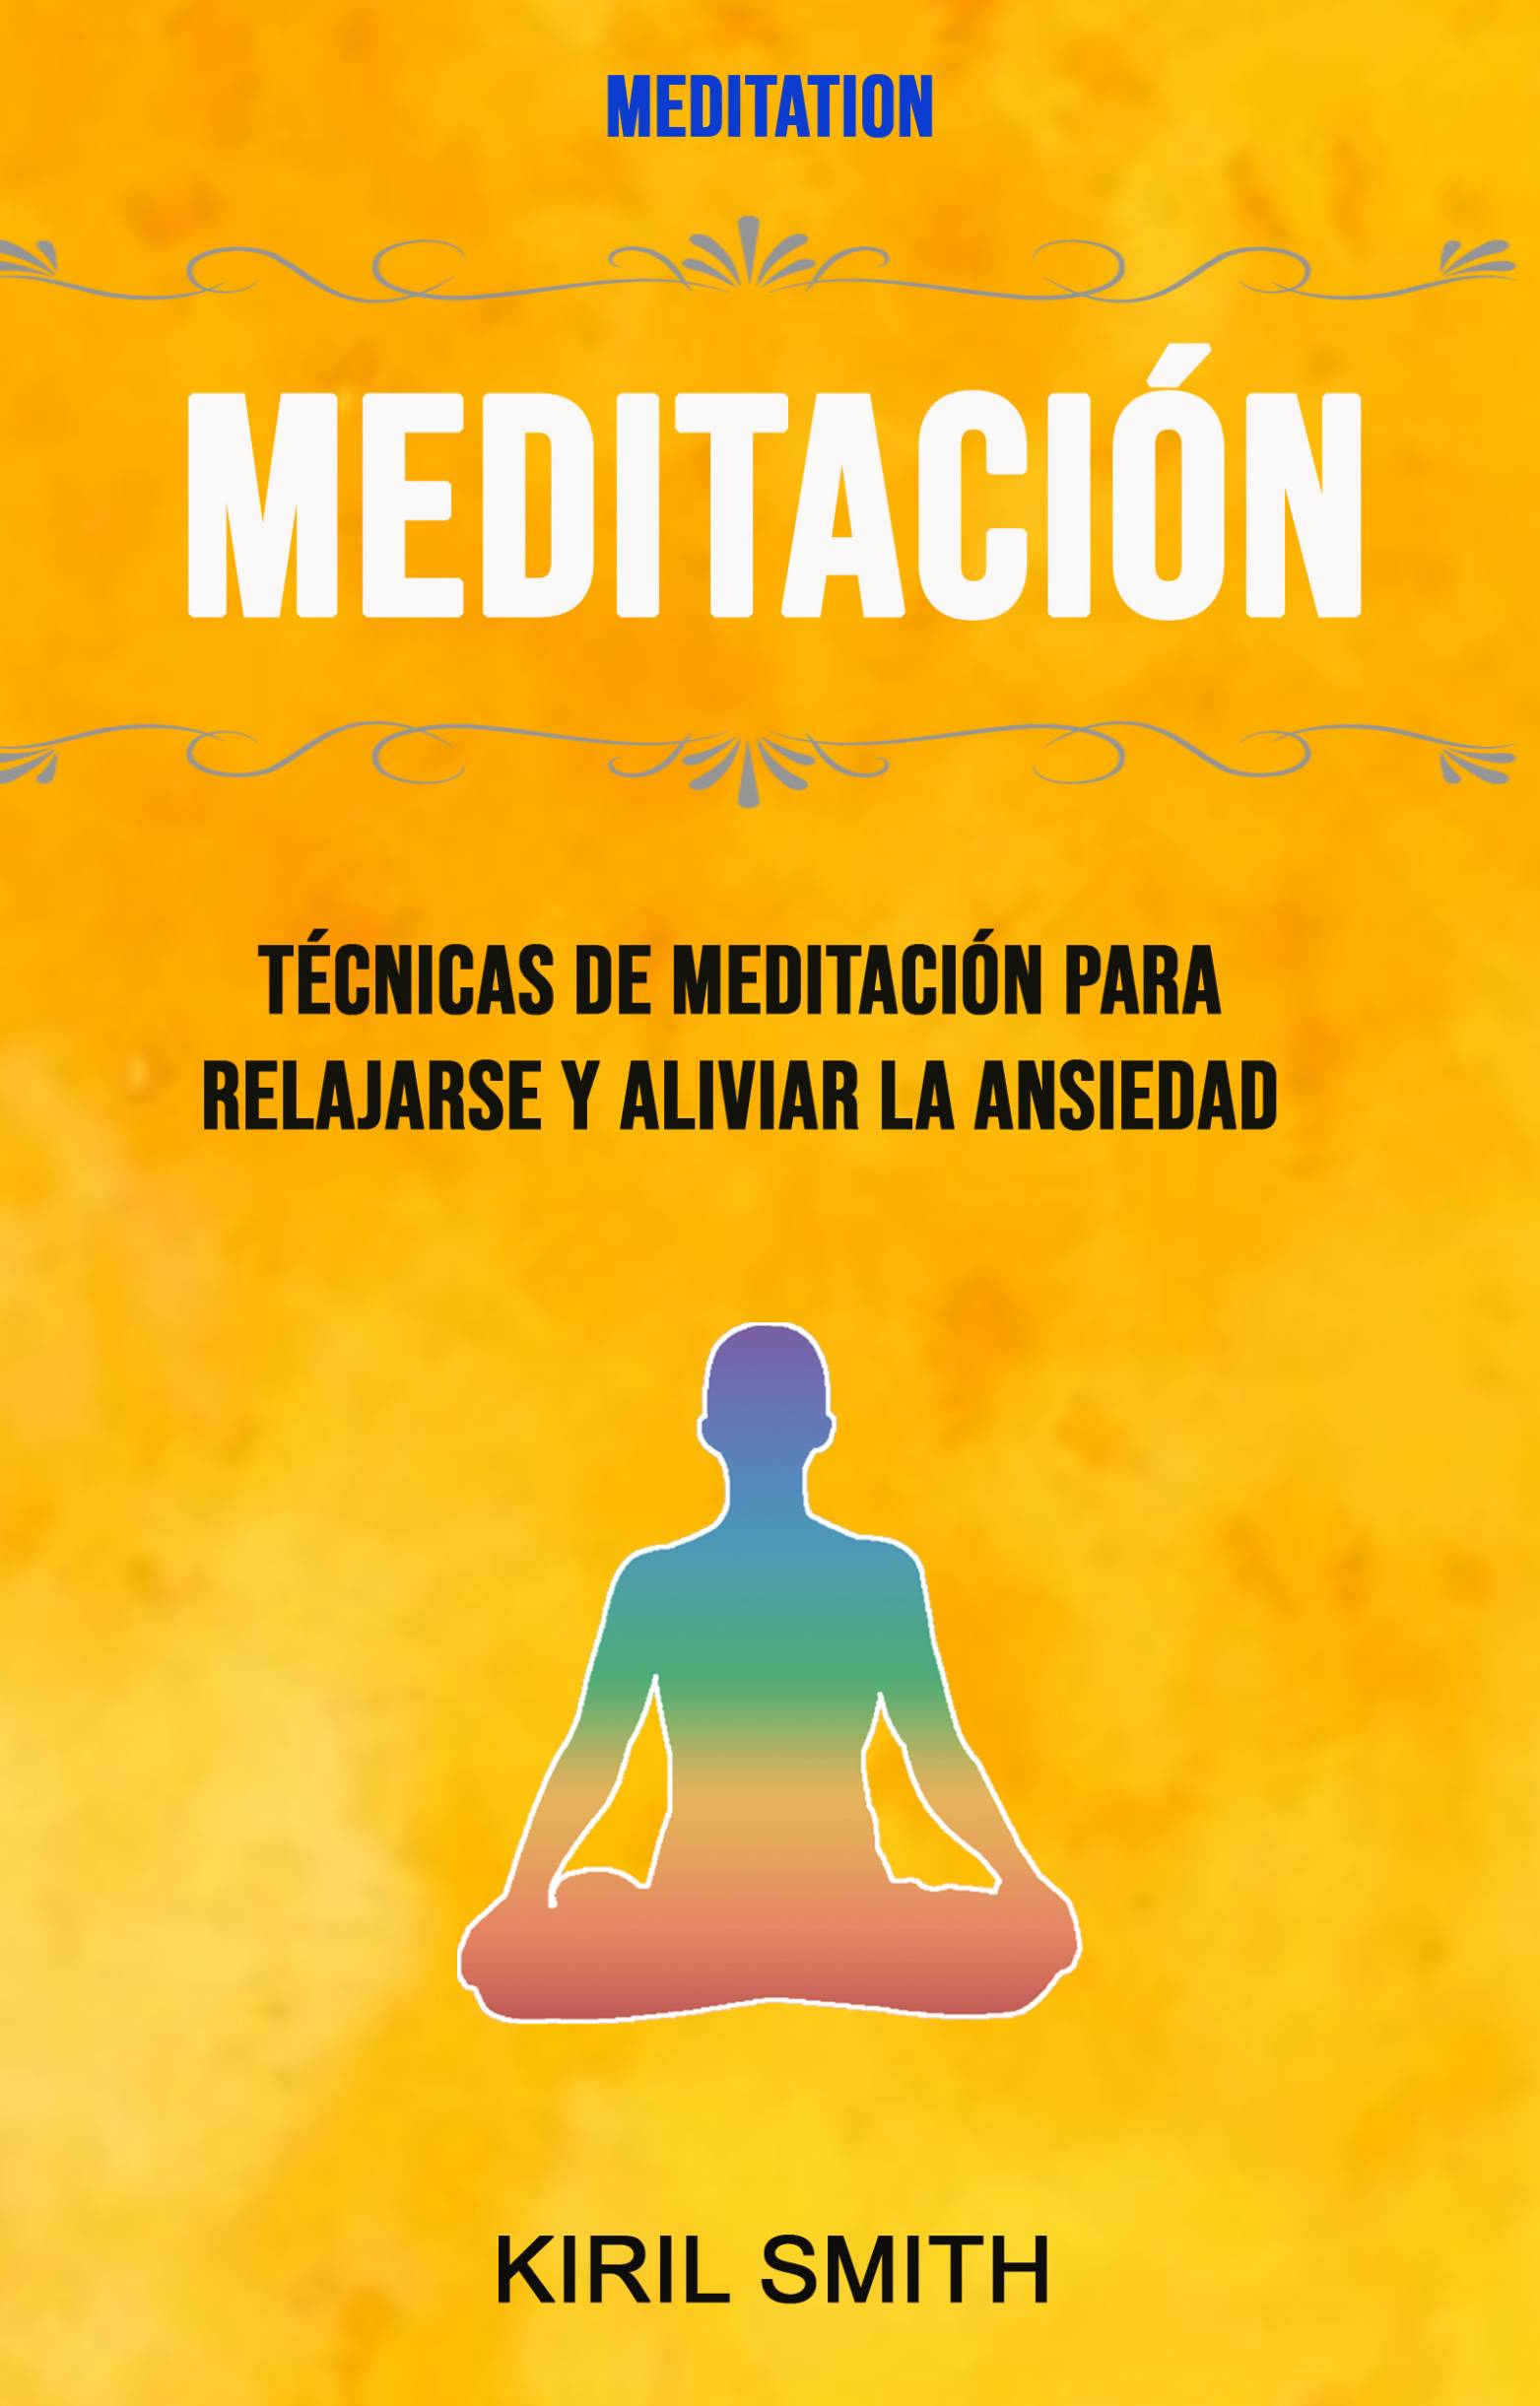 MEDITATION
MEDITACIÓN
TÉCNICAS DE MEDITACIÓN PARA
RELAJARSE Y ALIVIAR LA ANSIEDAD
KIRIL SMITH